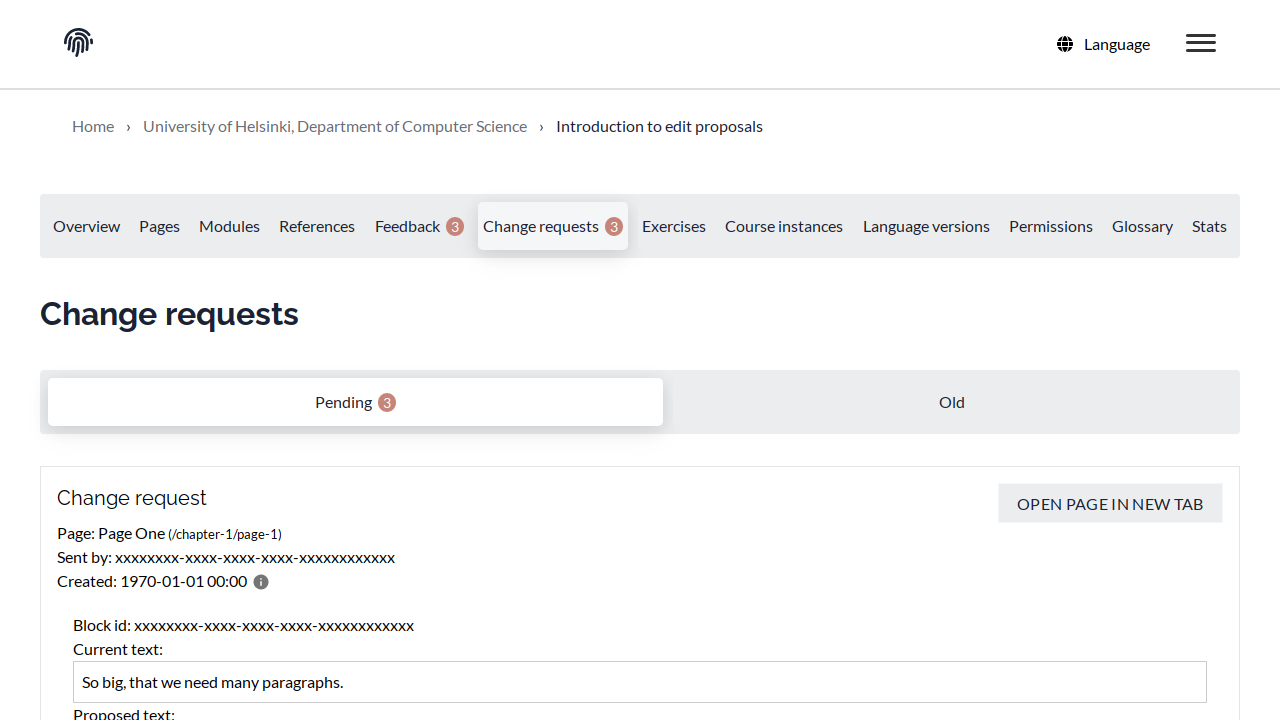 Language
Home › University of Helsinki, Department of Computer Science › Introduction to edit proposals
Overview Pages Modules References Feedback 3 Change requests 3 Exercises Course instances Language versions Permissions Glossary Stats
Change requests
Pending 3 Old
Change request
OPEN PAGE IN NEW TAB
Page: Page One (/chapter-1/page-1)
Sent by: xxxxxxxx-xxxx-xxxx-xxxx-xxxxxxxxxxxx
Created: 1970-01-01 00:00
Block id: xxxxxxxx-xxxx-xxxx-xxxx-xxxxxxxxxxxx
Current text:
So big, that we need many paragraphs.
Proposed text: